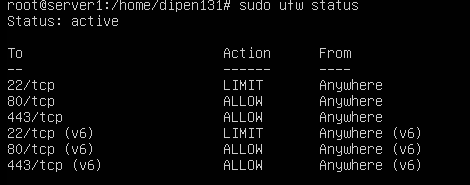 root@server1:/home/dipen131# sudo ufw status
Status: active
To Action From
-- ------ ----
22/tcp LIMIT Anywhere
80/tcp ALLOW Anywhere
443/tcp ALLOW Anywhere
22/tcp (v6) LIMIT Anywhere (v6)
80/tcp (v6) ALLOW Anywhere (v6)
443/tcp (v6) ALLOW Anywhere (v6)